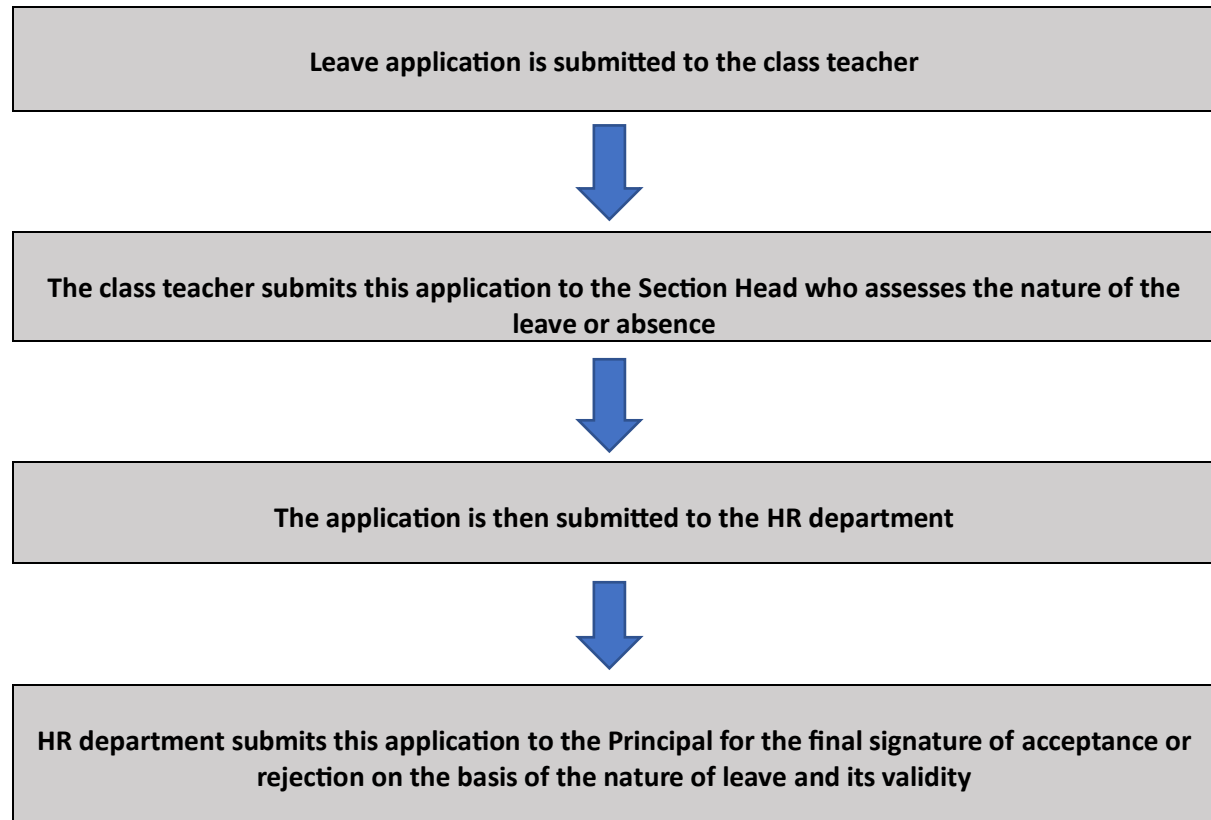 Leave application is submitted to the class teacher
The class teacher submits this application to the Section Head who assesses the nature of the
leave or absence
The application is then submitted to the HR department
HR department submits this application to the Principal for the final signature of acceptance or
rejection on the basis of the nature of leave and its validity